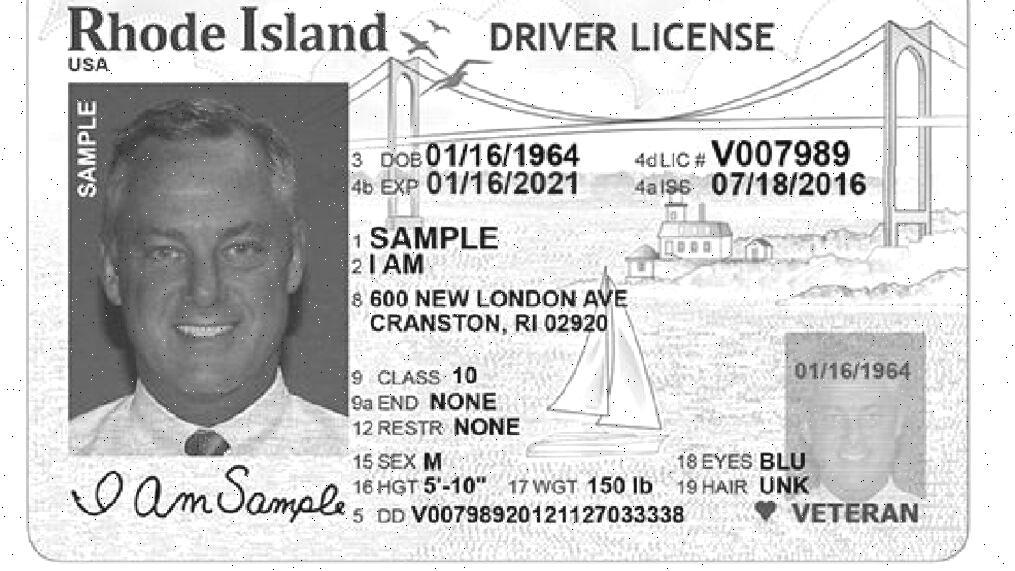 Rhode Island DRIVER LICENSE
USA
SAMPLE
3 DOB 01/16/1964 4d LIC # V007989
4b EXP 01/16/2021 4a ISS 07/18/2016
1 SAMPLE
2 I AM
8 600 NEW LONDON AVE
CRANSTON, RI 02920
01/16/1964
9 CLASS 10
9a END NONE
12 RESTR NONE
15 SEX M 18 EYES BLU
16 HGT 5'-10" 17 WGT 150 lb 19 HAIR UNK
I Am Sample
5 DD V00798920121127033338 VETERAN